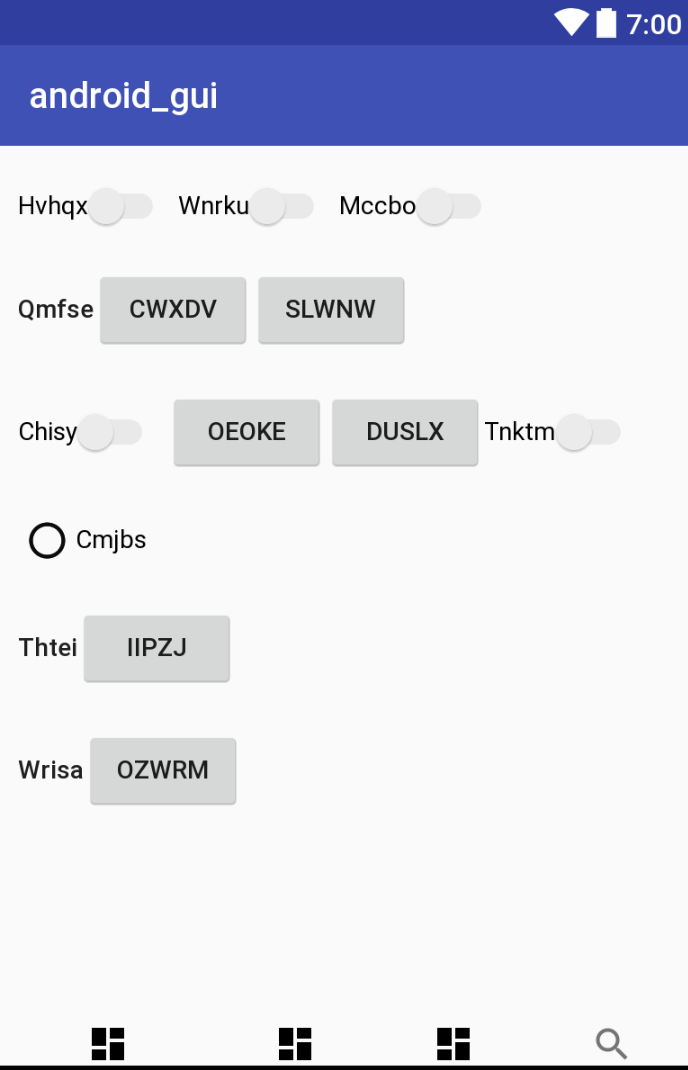 7:00
android_gui
Hvhqx Wnrku Mccbo
Qmfse CWXDV SLWNW
Chisy OEOKE DUSLX Tnktm
Cmjbs
Thtei IIPZJ
Wrisa OZWRM